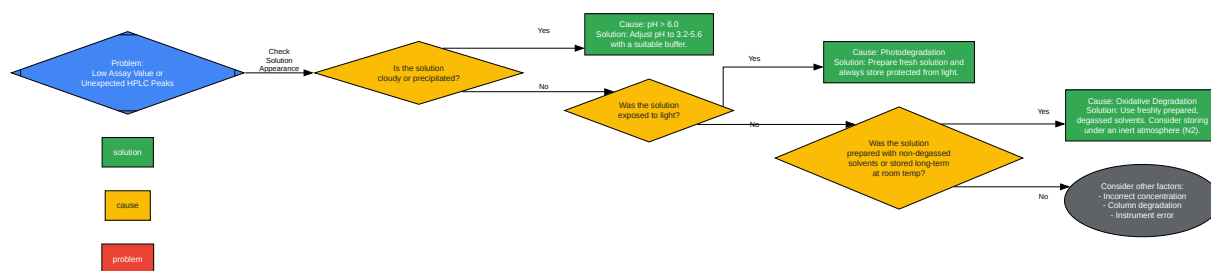 Problem:
Low Assay Value or
Unexpected HPLC Peaks
Check
Solution
Appearance
Is the solution
cloudy or precipitated?
Yes
Cause: pH > 6.0
Solution: Adjust pH to 3.2-5.6
with a suitable buffer.
No
Was the solution
exposed to light?
Yes
Cause: Photodegradation
Solution: Prepare fresh solution and
always store protected from light.
No
Was the solution
prepared with non-degassed
solvents or stored long-term
at room temp?
Yes
Cause: Oxidative Degradation
Solution: Use freshly prepared,
degassed solvents. Consider storing
under an inert atmosphere (N2).
No
Consider other factors:
- Incorrect concentration
- Column degradation
- Instrument error
solution
cause
problem